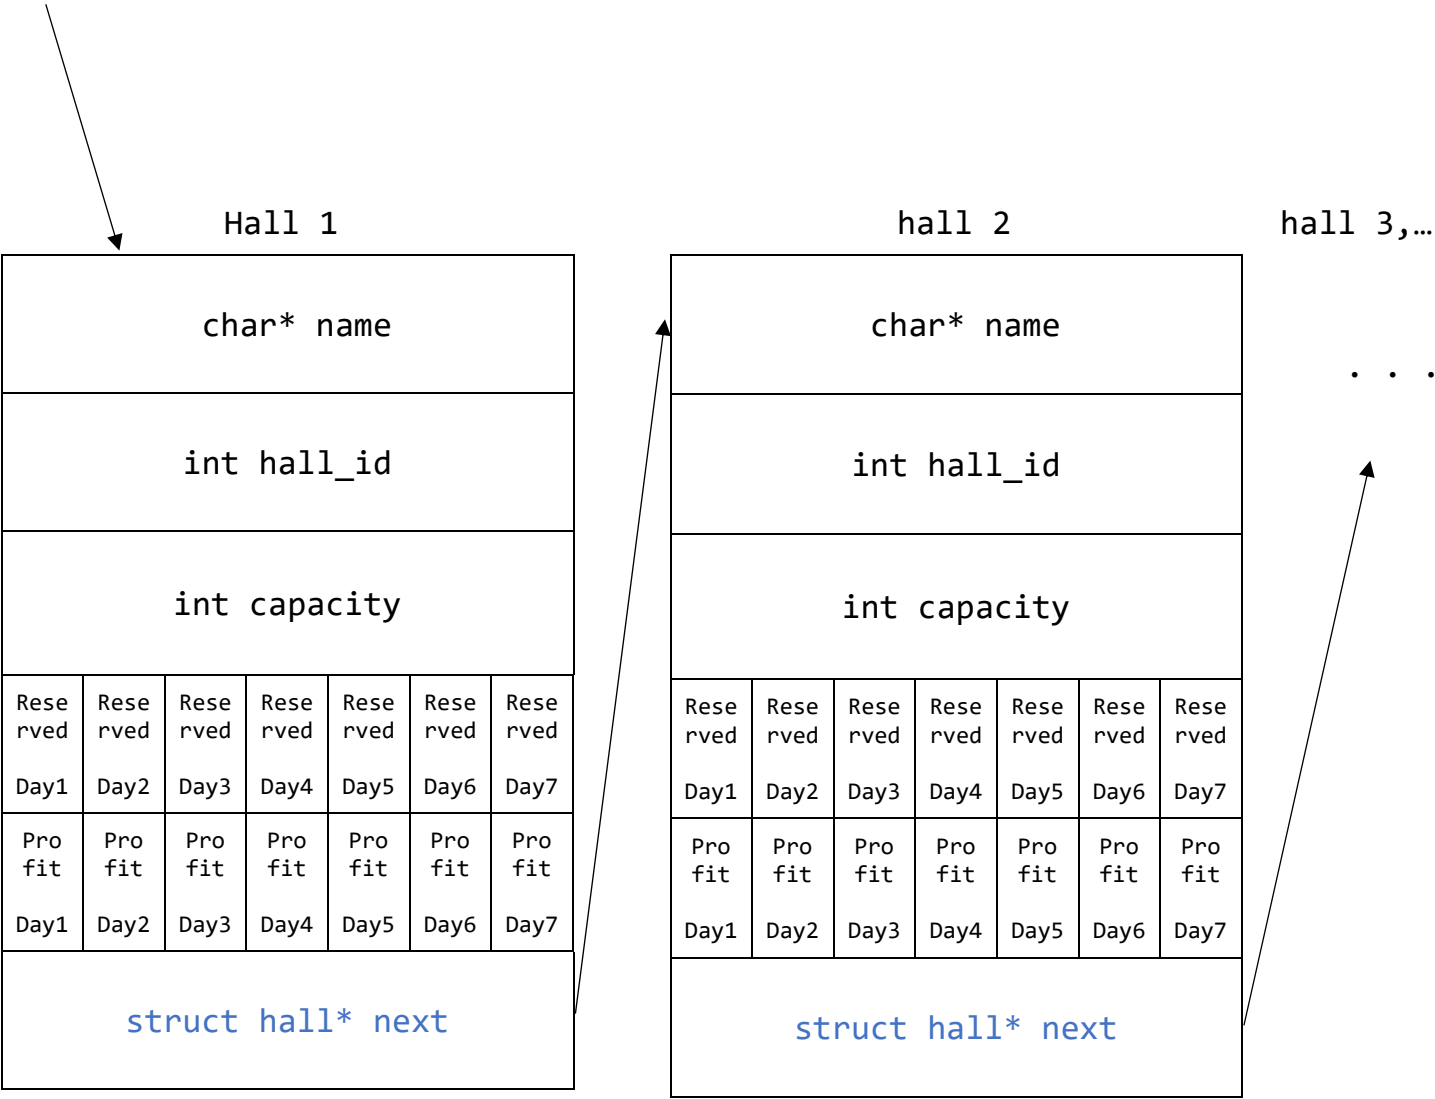 Hall 1
char* name
int hall_id
int capacity
Rese Rese Rese Rese Rese Rese Rese
rved rved rved rved rved rved rved
Day1 Day2 Day3 Day4 Day5 Day6 Day7
Pro Pro Pro Pro Pro Pro Pro
fit fit fit fit fit fit fit
Day1 Day2 Day3 Day4 Day5 Day6 Day7
struct hall* next
hall 2
char* name
int hall_id
int capacity
Rese Rese Rese Rese Rese Rese Rese
rved rved rved rved rved rved rved
Day1 Day2 Day3 Day4 Day5 Day6 Day7
Pro Pro Pro Pro Pro Pro Pro
fit fit fit fit fit fit fit
Day1 Day2 Day3 Day4 Day5 Day6 Day7
struct hall* next
hall 3,…
. . .